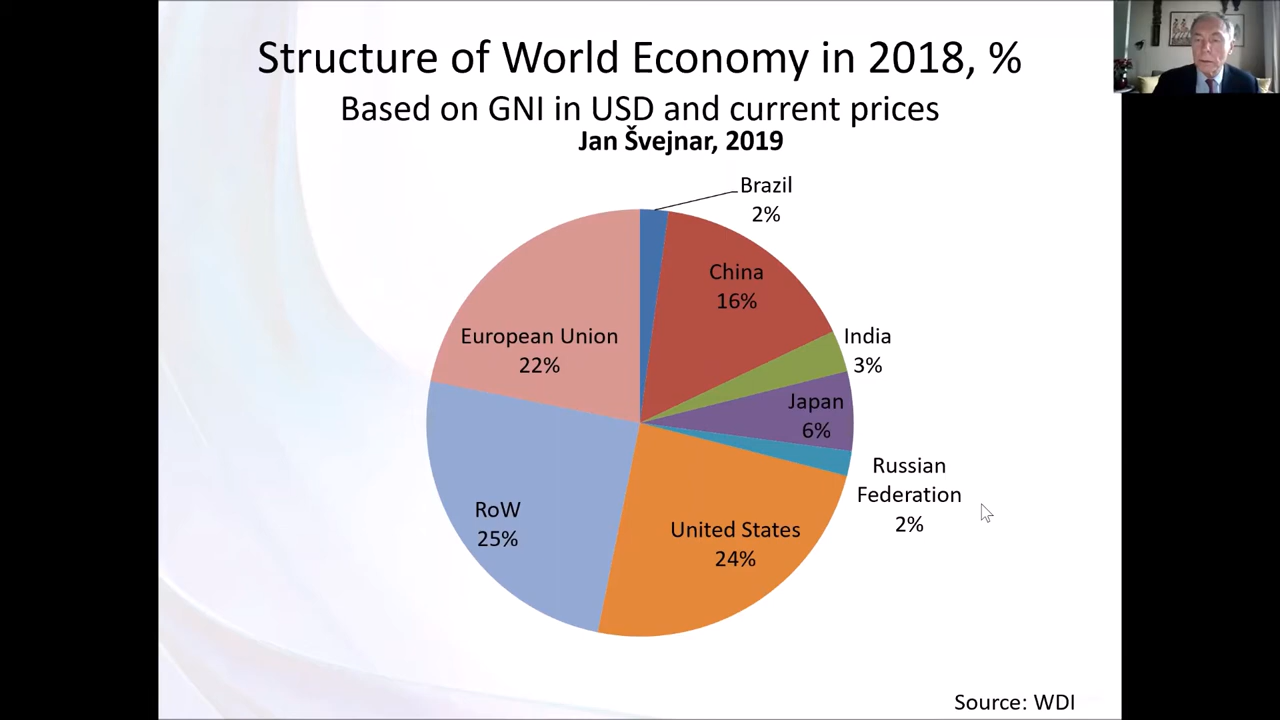 Structure of World Economy in 2018, %
Based on GNI in USD and current prices
Jan Švejnar, 2019
Brazil
2%
China
16%
India
3%
Japan
6%
Russian
Federation
2%
United States
24%
RoW
25%
European Union
22%
Source: WDI